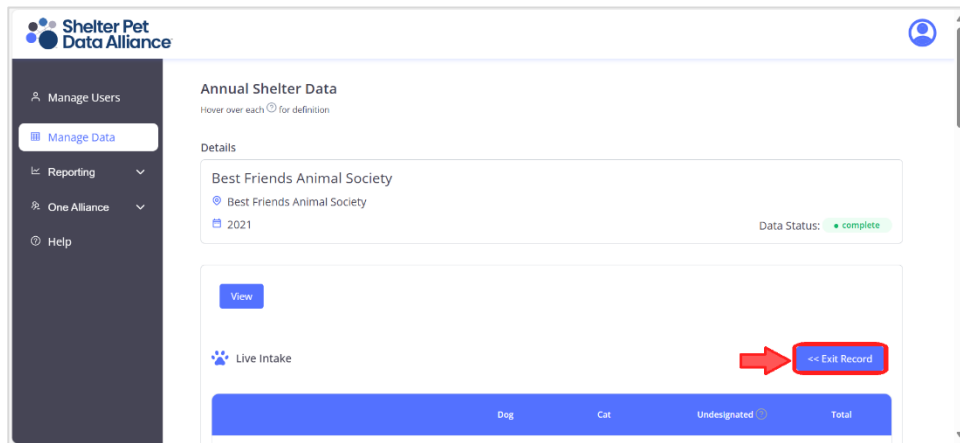 Shelter Pet
Data Alliance
Manage Users
Manage Data
Reporting
One Alliance
Help
Annual Shelter Data
Hover over each ? for definition
Details
Best Friends Animal Society
Best Friends Animal Society
2021
Data Status: • complete
View
Live Intake
<< Exit Record
Dog Cat Undesignated ? Total